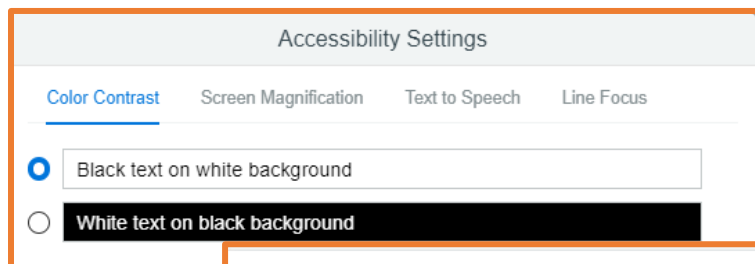 Accessibility Settings
Color Contrast Screen Magnification Text to Speech Line Focus
Black text on white background
White text on black background